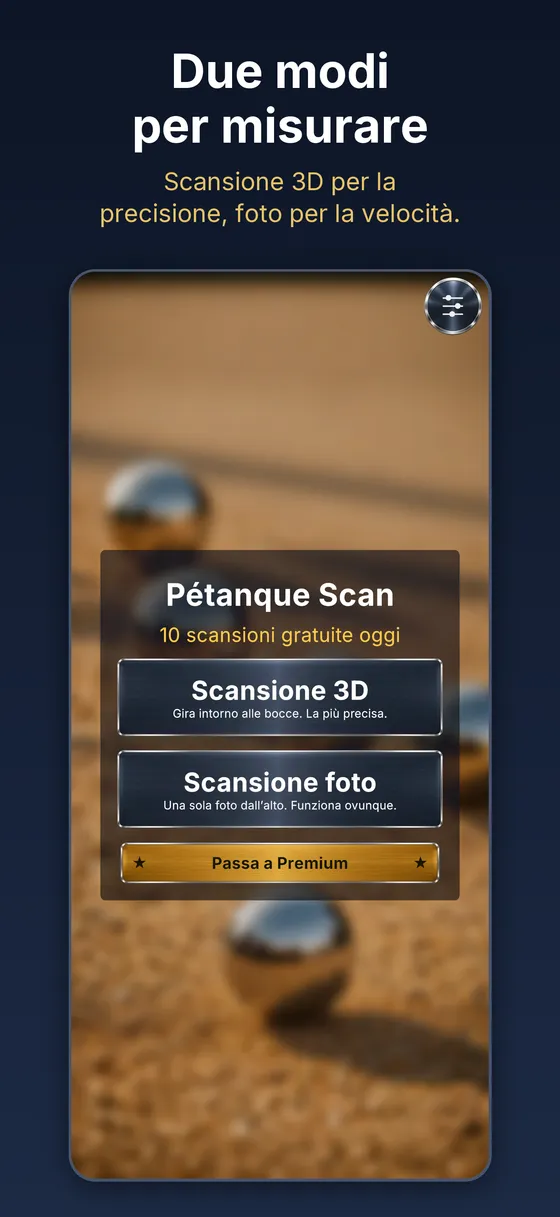 Due modi
per misurare
Scansione 3D per la
precisione, foto per la velocità.
Pétanque Scan
10 scansioni gratuite oggi
Scansione 3D
Gira intorno alle bocce. La più precisa.
Scansione foto
Una sola foto dall'alto. Funziona ovunque.
★ Passa a Premium ★